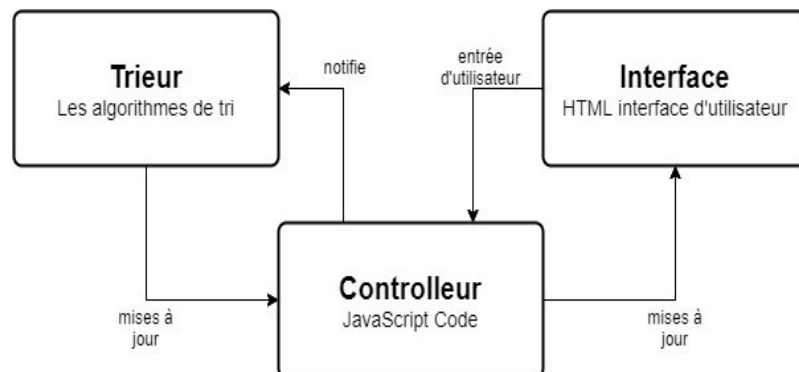 Trieur
Les algorithmes de tri
notifie
entrée
d'utilisateur
Interface
HTML interface d'utilisateur
Controlleur
JavaScript Code
mises à
jour
mises à
jour